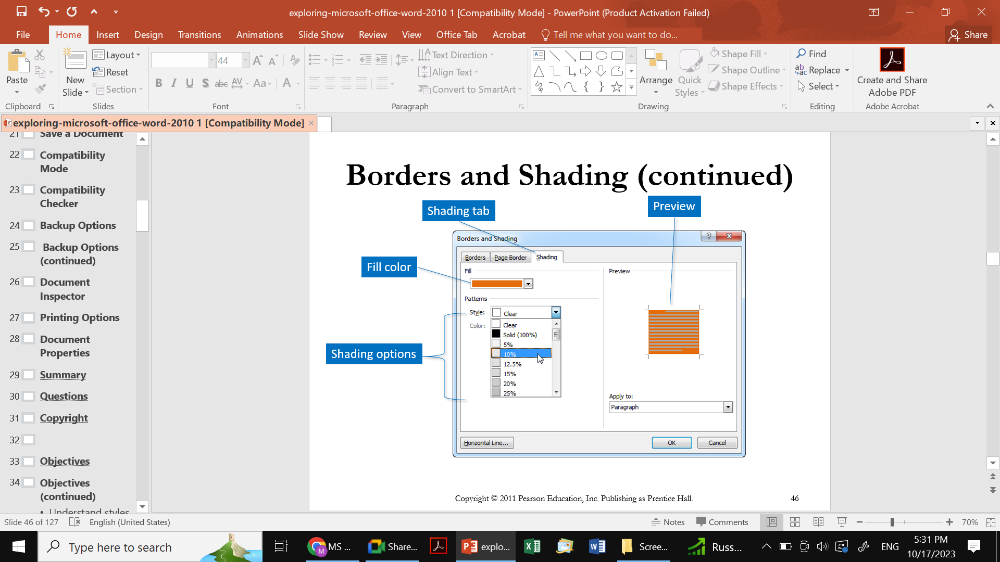 exploring-microsoft-office-word-2010 1 [Compatibility Mode] - PowerPoint (Product Activation Failed)
File Home Insert Design Transitions Animations Slide Show Review View Office Tab Acrobat Tell me what you want to do... Share
Paste
Clipboard
New Slide
Layout
Reset
Section
Slides
44
B I U S abc AV Aa A
Font
Text Direction
Align Text
Convert to SmartArt
Paragraph
Arrange
Quick Styles
Shape Fill
Shape Outline
Shape Effects
Drawing
Find
Replace
Select
Editing
Create and Share
Adobe PDF
Adobe Acrobat
exploring-microsoft-office-word-2010 1 [Compatibility Mode]
21 Save a Document
22 Compatibility
Mode
23 Compatibility
Checker
24 Backup Options
25 Backup Options
(continued)
26 Document
Inspector
27 Printing Options
28 Document
Properties
29 Summary
30 Questions
31 Copyright
32
33 Objectives
34 Objectives
(continued)
• Understand styles
Borders and Shading (continued)
Shading tab
Preview
Fill color
Shading options
Borders and Shading
Borders Page Border Shading
Fill
Patterns
Style: Clear
Color:
Clear
Solid (100%)
5%
10%
12.5%
15%
20%
25%
Preview
Apply to:
Paragraph
Horizontal Line...
OK Cancel
Copyright © 2011 Pearson Education, Inc. Publishing as Prentice Hall.
46
Slide 46 of 127 English (United States) Notes Comments 70%
Type here to search MS ... Share... explo... Scree... Russ... ENG
5:31 PM
10/17/2023